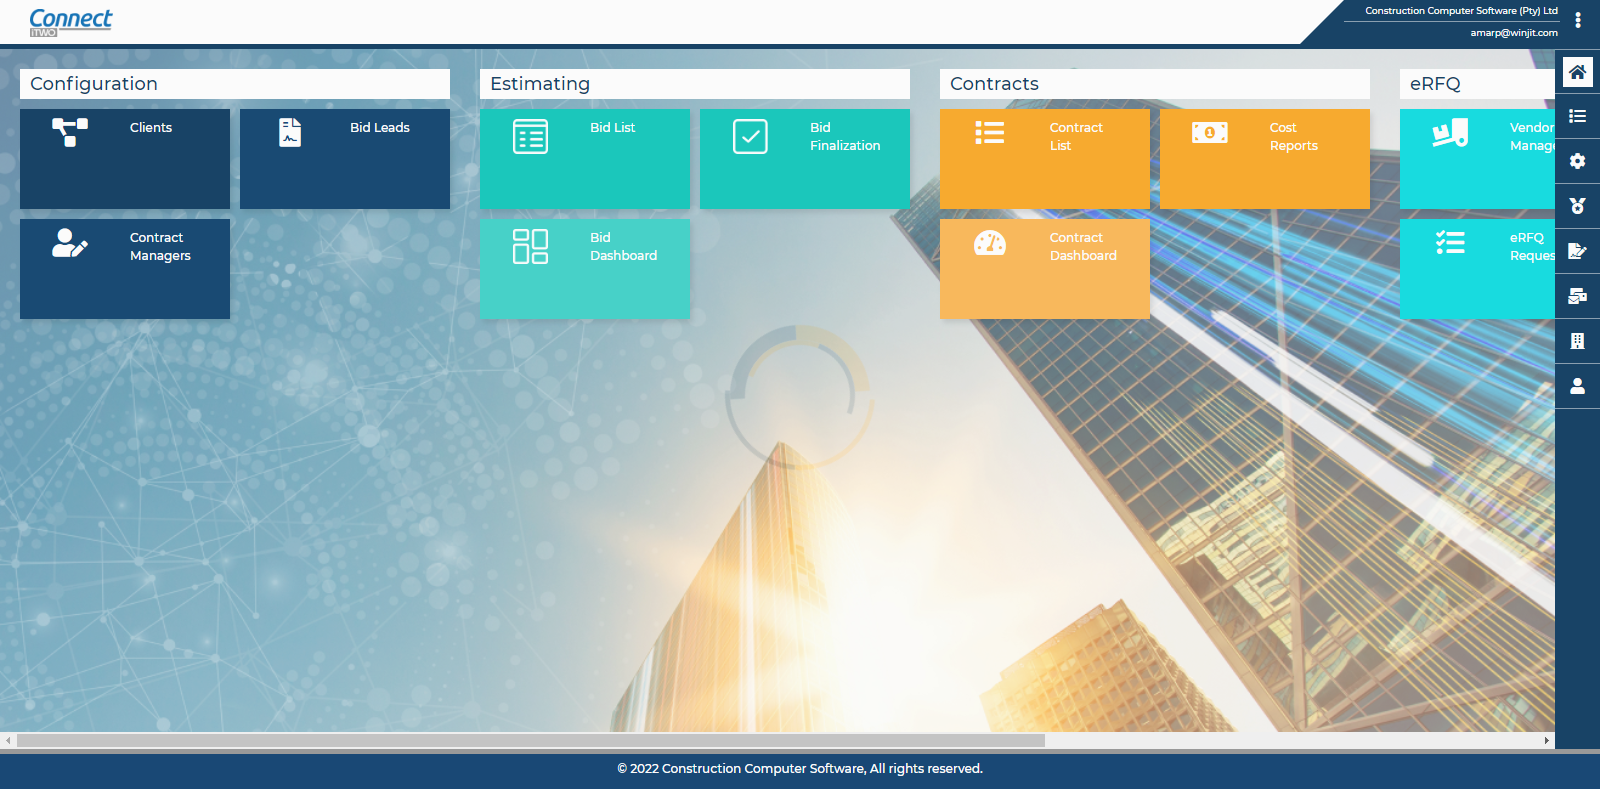 Connect
iTWO
Construction Computer Software (Pty) Ltd
amarp@winjit.com
Configuration
Estimating
Contracts
eRFQ
Clients
Bid Leads
Bid List
Bid
Finalization
Contract
List
Cost
Reports
Vendor
Manage
Contract
Managers
Bid
Dashboard
Contract
Dashboard
eRFQ
Reques
© 2022 Construction Computer Software, All rights reserved.